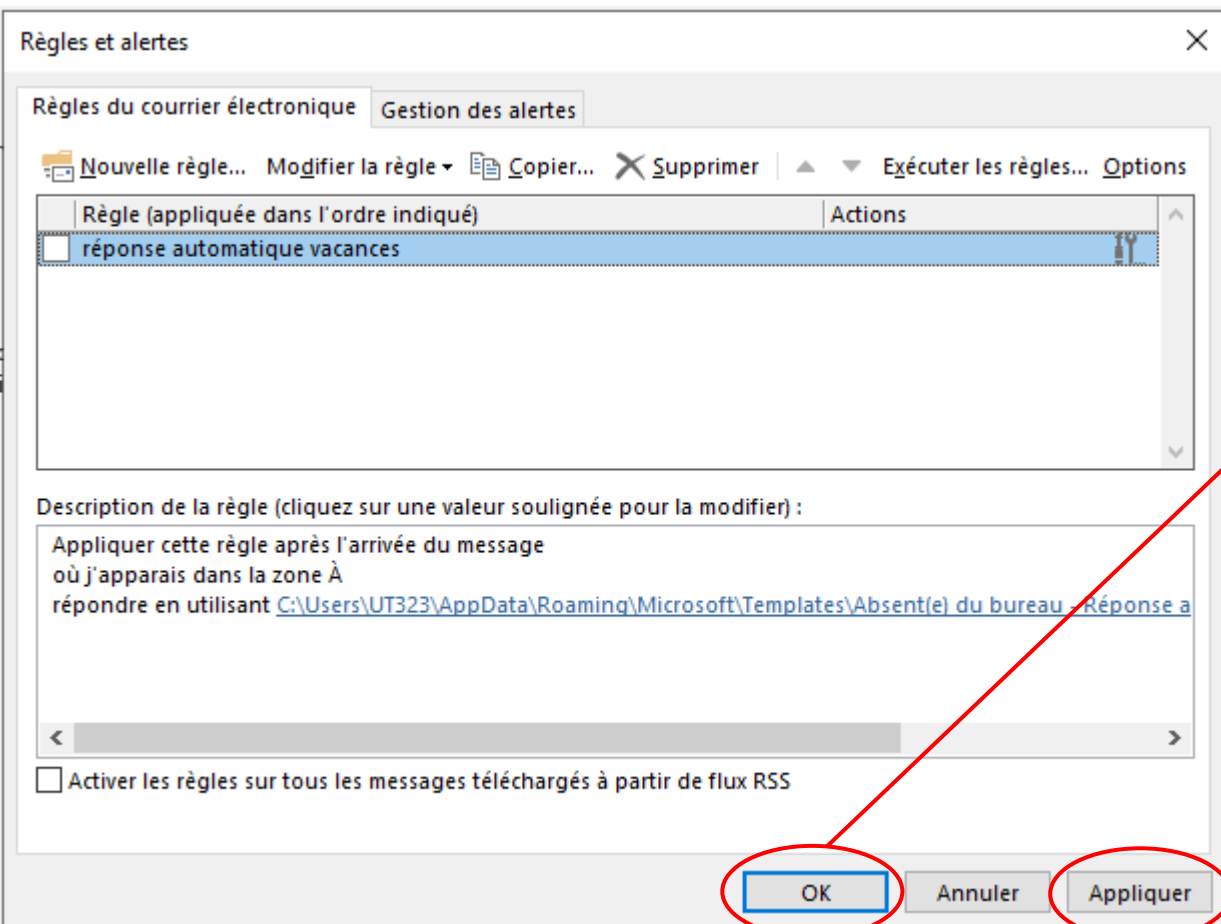 Règles et alertes
Règles du courrier électronique
Gestion des alertes
Nouvelle règle... Modifier la règle Copier... Supprimer Exécuter les règles... Options
Règle (appliquée dans l'ordre indiqué) Actions
réponse automatique vacances
Description de la règle (cliquez sur une valeur soulignée pour la modifier) :
Appliquer cette règle après l'arrivée du message
où j'apparais dans la zone À
répondre en utilisant C:\Users\UT323\AppData\Roaming\Microsoft\Templates\Absent(e) du bureau - Réponse a
Activer les règles sur tous les messages téléchargés à partir de flux RSS
OK Annuler Appliquer